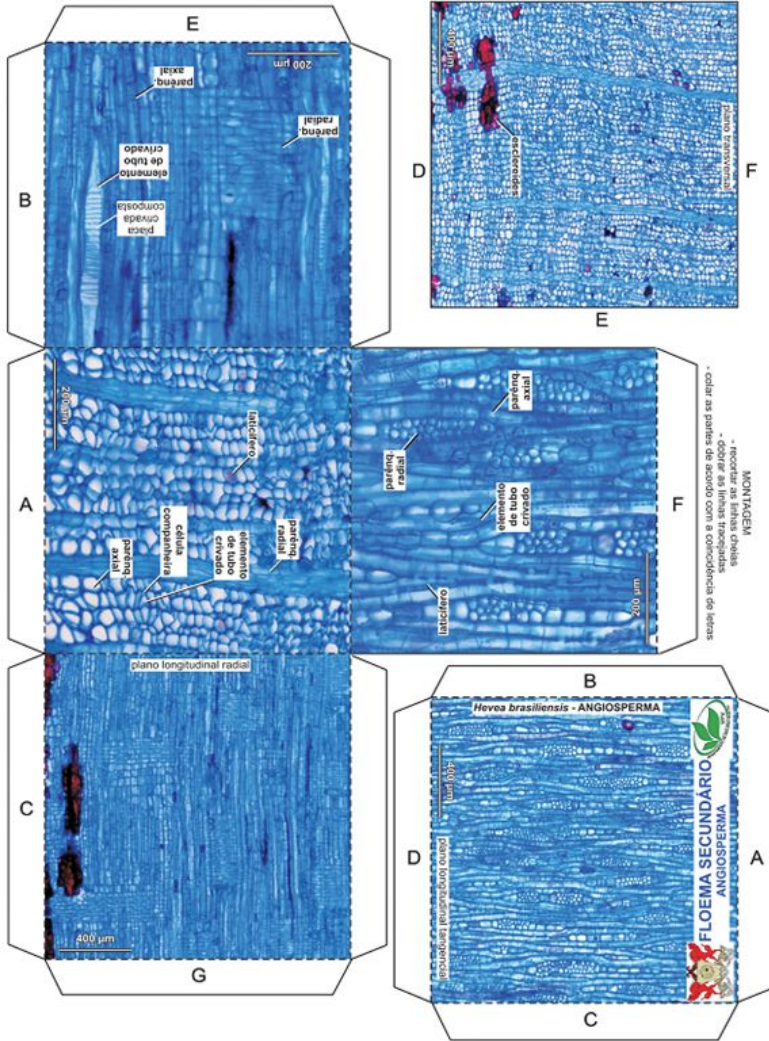 E
200 µm
parênq.
axial
parênq.
radial
elemento
de tubo
crivado
placa
crivada
composta
B
400 µm
escleroides
plano transversal
D
F
E
A
200 µm
laticífero
parênq.
axial
célula
companheira
elemento
de tubo
crivado
parênq.
radial
parênq.
axial
parênq.
radial
elemento
de tubo
crivado
laticífero
200 µm
F
MONTAGEM
- recortar as linhas cheias
- dobrar as linhas tracejadas
- colar as partes de acordo com a coincidência de letras
plano longitudinal radial
C
400 µm
G
B
Hevea brasiliensis - ANGIOSPERMA
400 µm
plano longitudinal tangencial
D
FLOEMA SECUNDÁRIO
ANGIOSPERMA
A
C